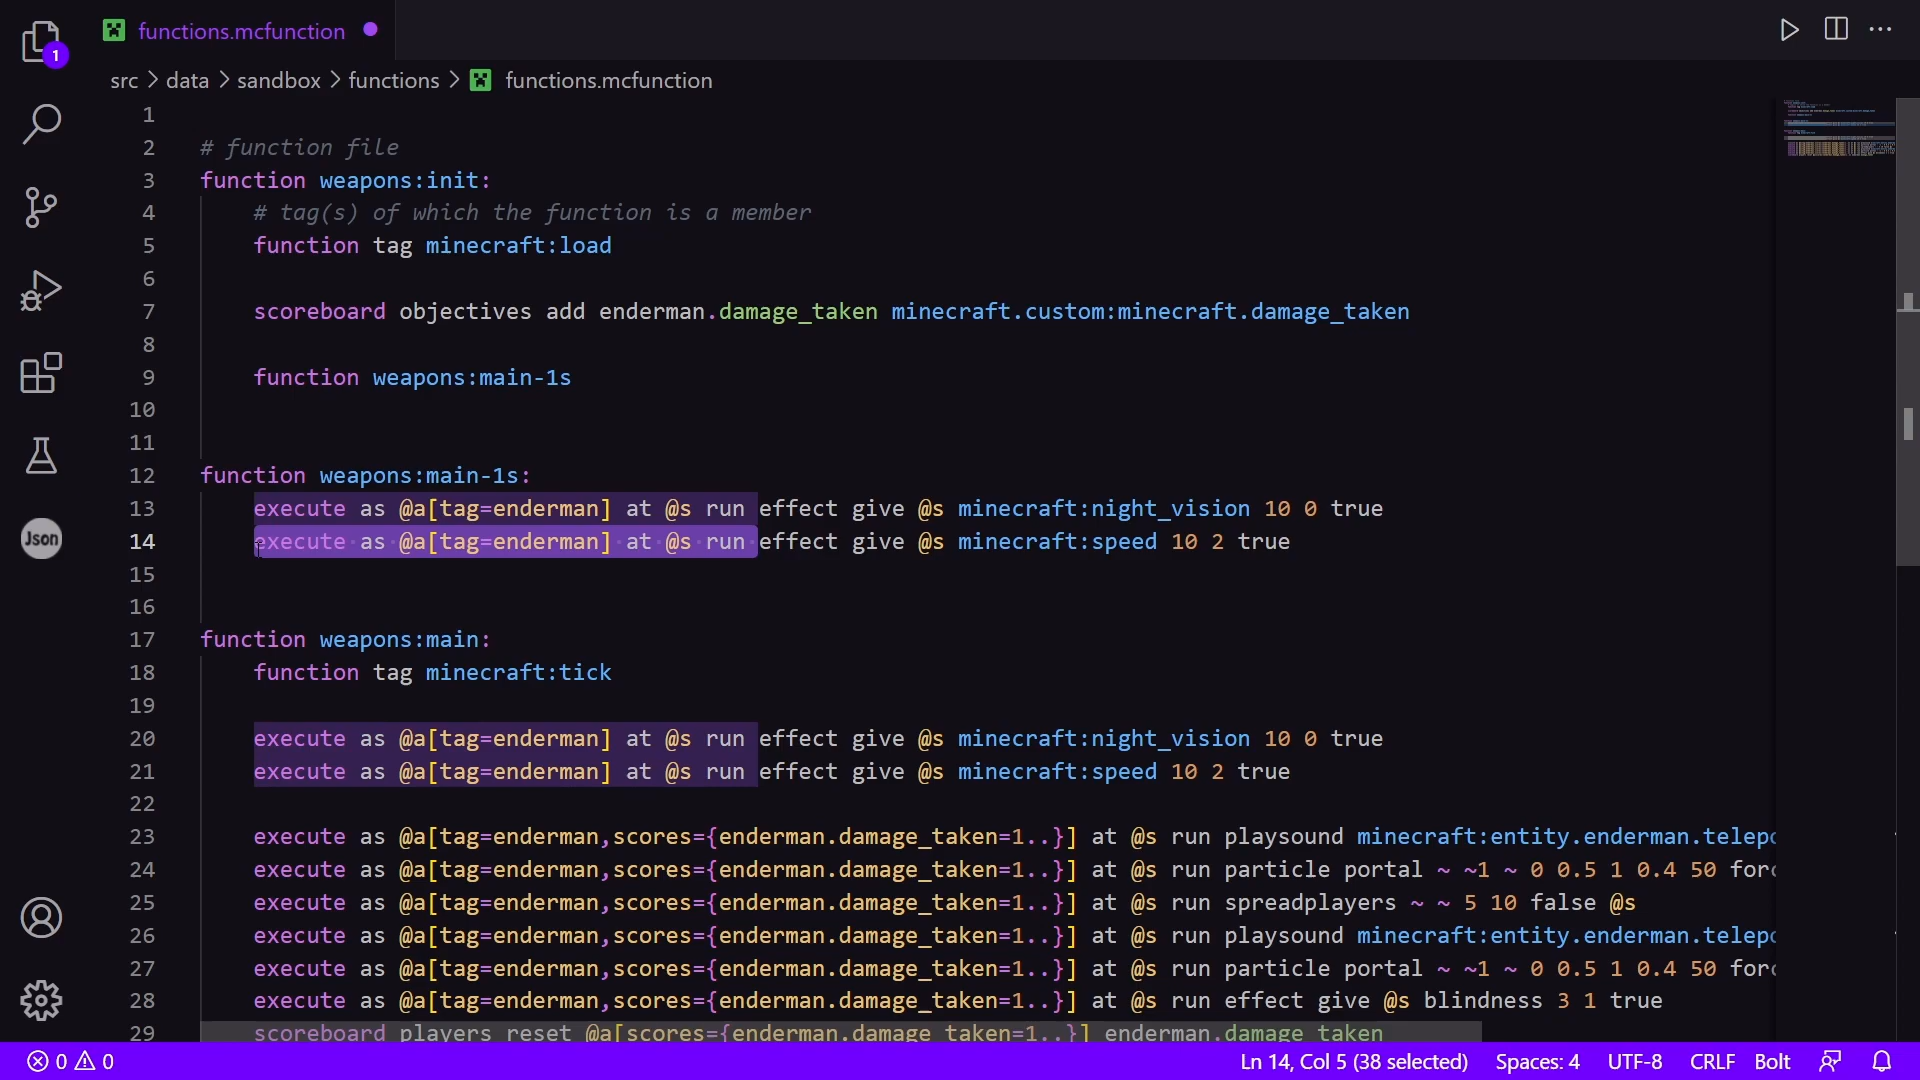 functions.mcfunction
1
src > data > sandbox > functions > functions.mcfunction
1
2 # function file
3 function weapons:init:
4 # tag(s) of which the function is a member
5 function tag minecraft:load
6
7 scoreboard objectives add enderman.damage_taken minecraft.custom:minecraft.damage_taken
8
9 function weapons:main-1s
10
11
12 function weapons:main-1s:
13 execute as @a[tag=enderman] at @s run effect give @s minecraft:night_vision 10 0 true
14 execute as @a[tag=enderman] at @s run effect give @s minecraft:speed 10 2 true
Json
15
16
17 function weapons:main:
18 function tag minecraft:tick
19
20 execute as @a[tag=enderman] at @s run effect give @s minecraft:night_vision 10 0 true
21 execute as @a[tag=enderman] at @s run effect give @s minecraft:speed 10 2 true
22
23 execute as @a[tag=enderman,scores={enderman.damage_taken=1..}] at @s run playsound minecraft:entity.enderman.telepo
24 execute as @a[tag=enderman,scores={enderman.damage_taken=1..}] at @s run particle portal ~ ~1 ~ 0 0.5 1 0.4 50 forc
25 execute as @a[tag=enderman,scores={enderman.damage_taken=1..}] at @s run spreadplayers ~ ~ 5 10 false @s
26 execute as @a[tag=enderman,scores={enderman.damage_taken=1..}] at @s run playsound minecraft:entity.enderman.telepo
27 execute as @a[tag=enderman,scores={enderman.damage_taken=1..}] at @s run particle portal ~ ~1 ~ 0 0.5 1 0.4 50 forc
28 execute as @a[tag=enderman,scores={enderman.damage_taken=1..}] at @s run effect give @s blindness 3 1 true
29 scoreboard players reset @a[scores={enderman.damage_taken=1..}] enderman.damage_taken
0 0 Ln 14, Col 5 (38 selected) Spaces: 4 UTF-8 CRLF Bolt